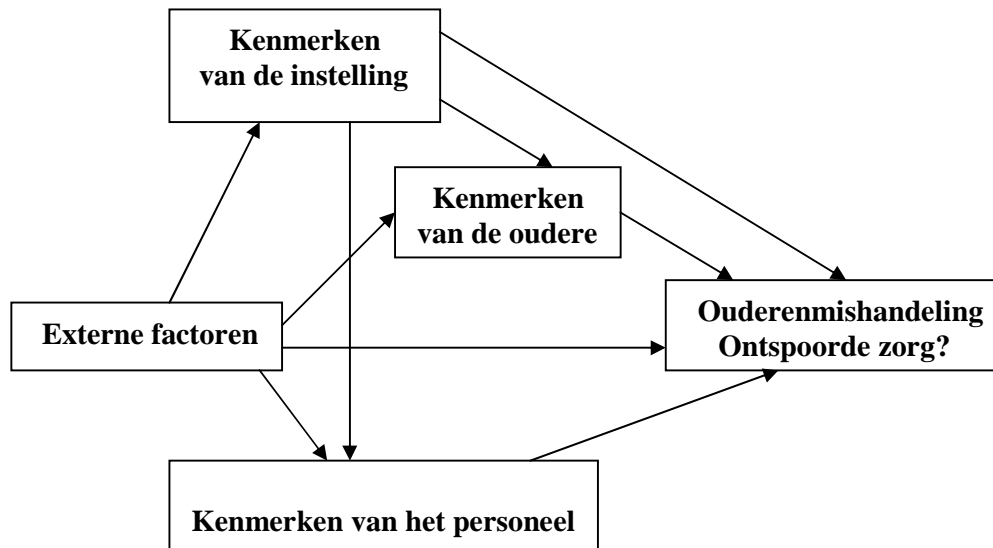 Kenmerken
van de instelling
Kenmerken
van de oudere
Externe factoren
Ouderenmishandeling
Ontspoorde zorg?
Kenmerken van het personeel